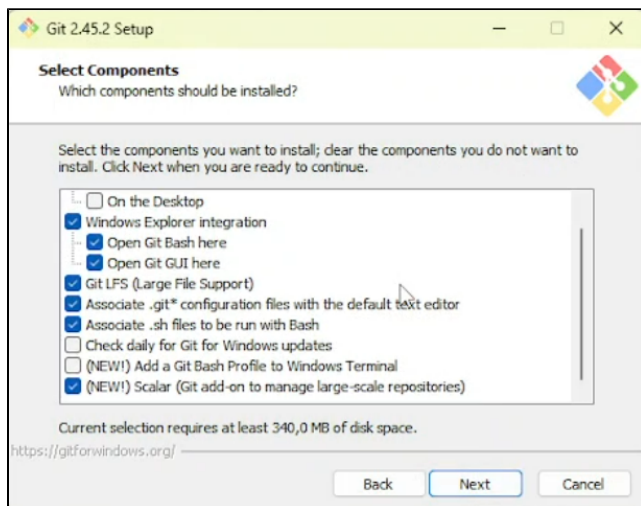 Git 2.45.2 Setup
Select Components
Which components should be installed?
Select the components you want to install; clear the components you do not want to
install. Click Next when you are ready to continue.
On the Desktop
Windows Explorer integration
Open Git Bash here
Open Git GUI here
Git LFS (Large File Support)
Associate .git* configuration files with the default text editor
Associate .sh files to be run with Bash
Check daily for Git for Windows updates
(NEW!) Add a Git Bash Profile to Windows Terminal
(NEW!) Scalar (Git add-on to manage large-scale repositories)
Current selection requires at least 340,0 MB of disk space.
https://gitforwindows.org/
Back Next Cancel